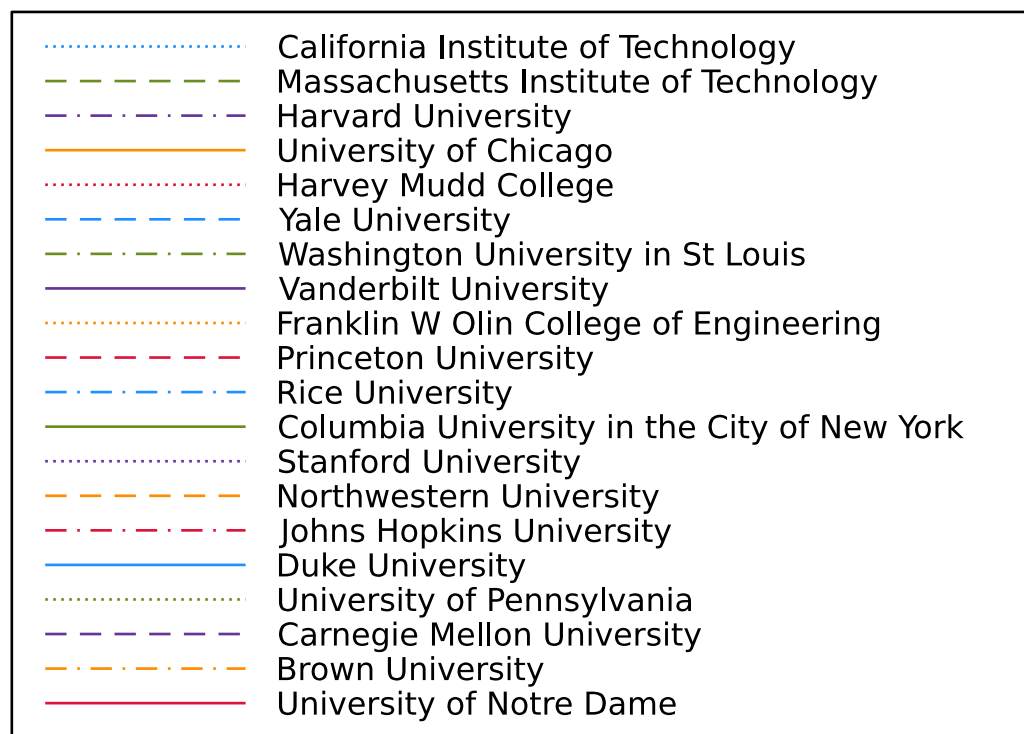 California Institute of Technology
Massachusetts Institute of Technology
Harvard University
University of Chicago
Harvey Mudd College
Yale University
Washington University in St Louis
Vanderbilt University
Franklin W Olin College of Engineering
Princeton University
Rice University
Columbia University in the City of New York
Stanford University
Northwestern University
Johns Hopkins University
Duke University
University of Pennsylvania
Carnegie Mellon University
Brown University
University of Notre Dame